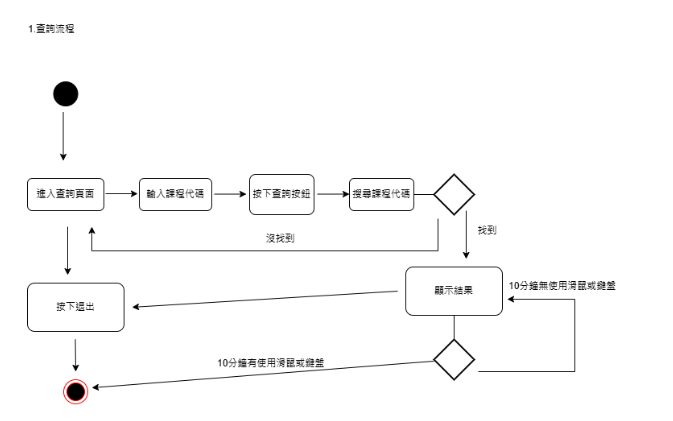 1.查詢流程
進入查詢頁面
輸入課程代碼
按下查詢按鈕
搜尋課程代碼
沒找到
找到
按下退出
顯示結果
10分鐘無使用滑鼠或鍵盤
10分鐘有使用滑鼠或鍵盤